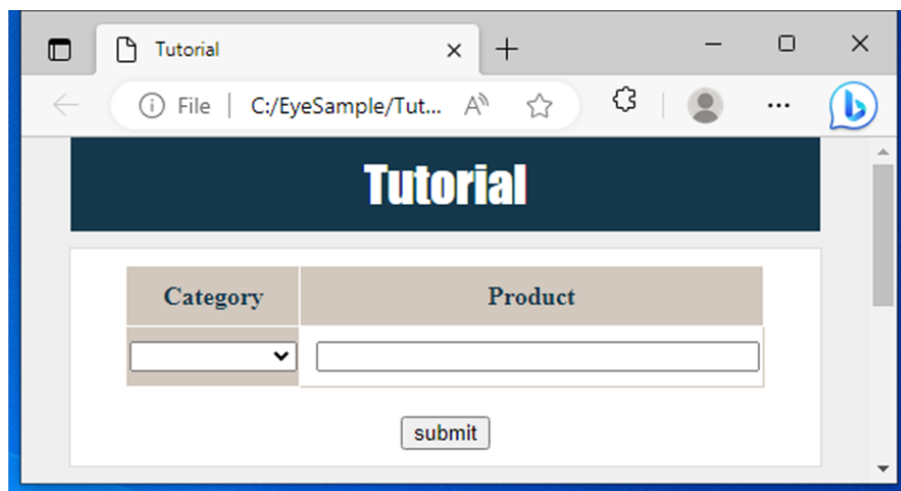 Tutorial
File | C:/EyeSample/Tut...
Tutorial
Category Product
submit